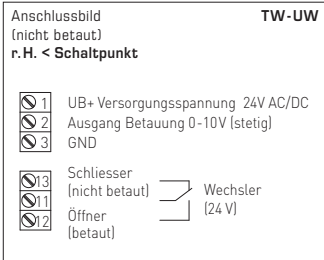 Anschlussbild TW-UW
(nicht betaut)
r.H. < Schaltpunkt
1 UB+ Versorgungsspannung 24V AC/DC
2 Ausgang Betauung 0-10V (stetig)
3 GND
13 Schliesser
(nicht betaut)
11 Wechsler
(24 V)
12 Öffner
(betaut)